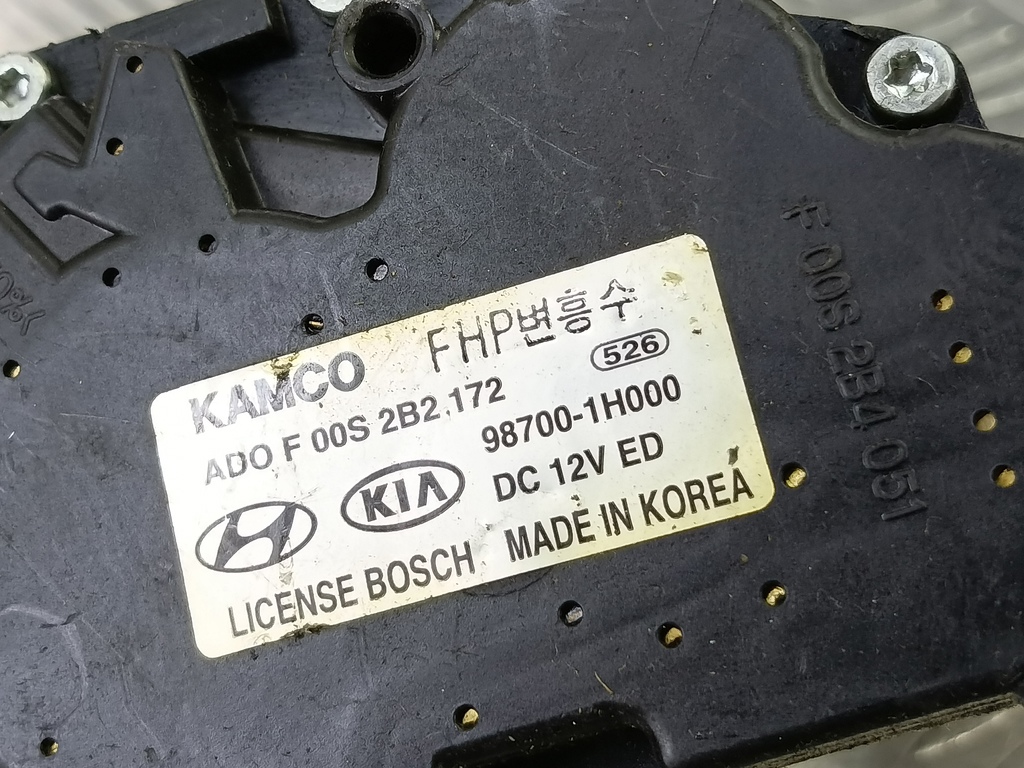 KAMCO FHP변흥수
ADO F 00S 2B2.172 526
98700-1H000
KIA DC 12V ED
LICENSE BOSCH MADE IN KOREA
F 00S 2B4 051